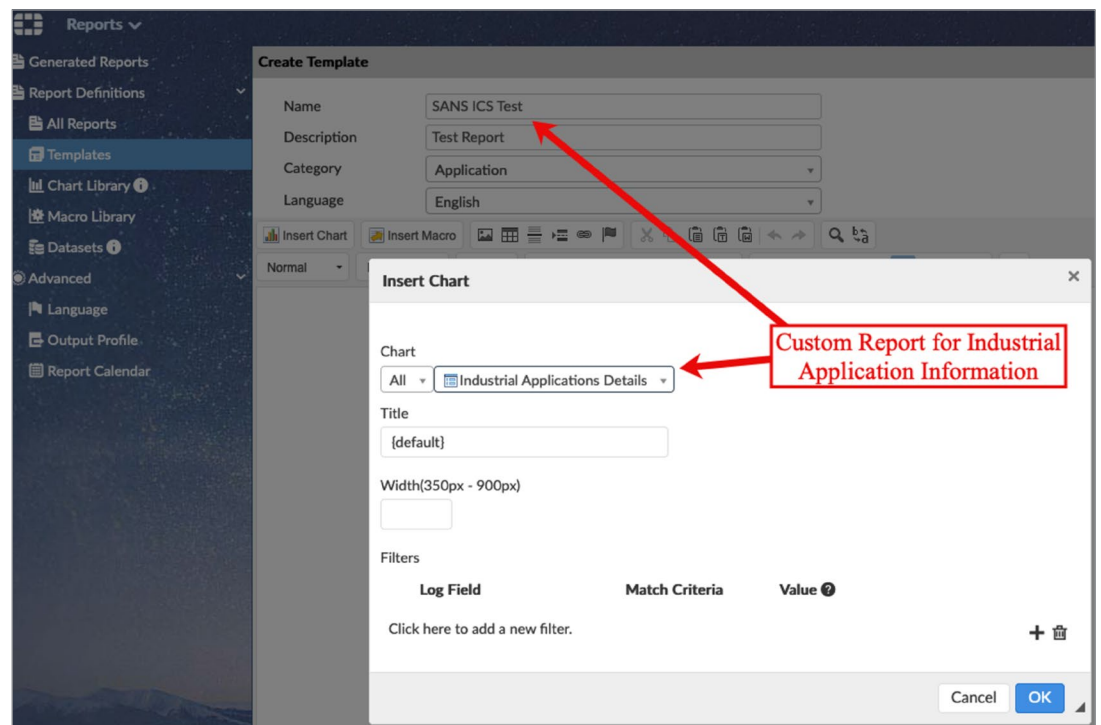 Reports
Generated Reports
Report Definitions
All Reports
Templates
Chart Library
Macro Library
Datasets
Advanced
Language
Output Profile
Report Calendar
Create Template
Name SANS ICS Test
Description Test Report
Category Application
Language English
Insert Chart Insert Macro
Normal
Insert Chart
Chart
All Industrial Applications Details
Title
{default}
Width(350px - 900px)
Filters
Log Field Match Criteria Value
Click here to add a new filter.
Cancel OK
Custom Report for Industrial
Application Information